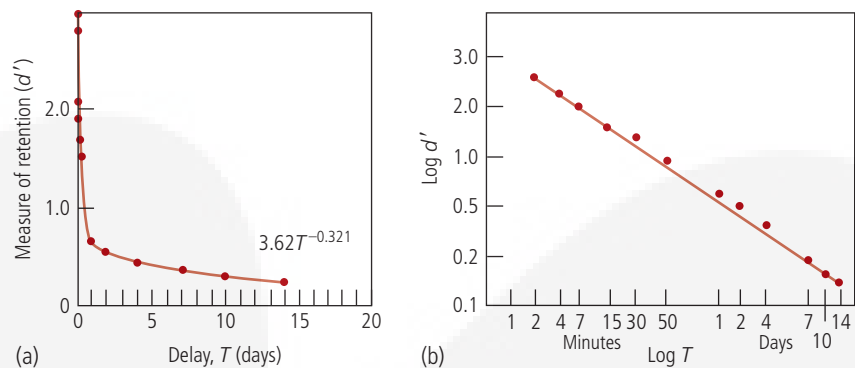 Measure of retention (d′)
2.0
1.0
0
3.62T^−0.321
0 5 10 15 20
(a) Delay, T (days)
Log d′
3.0
2.0
1.0
0.5
0.2
0.1
1 2 4 7 15 30 50 1 2 4 7 10 14
Minutes Days
(b) Log T